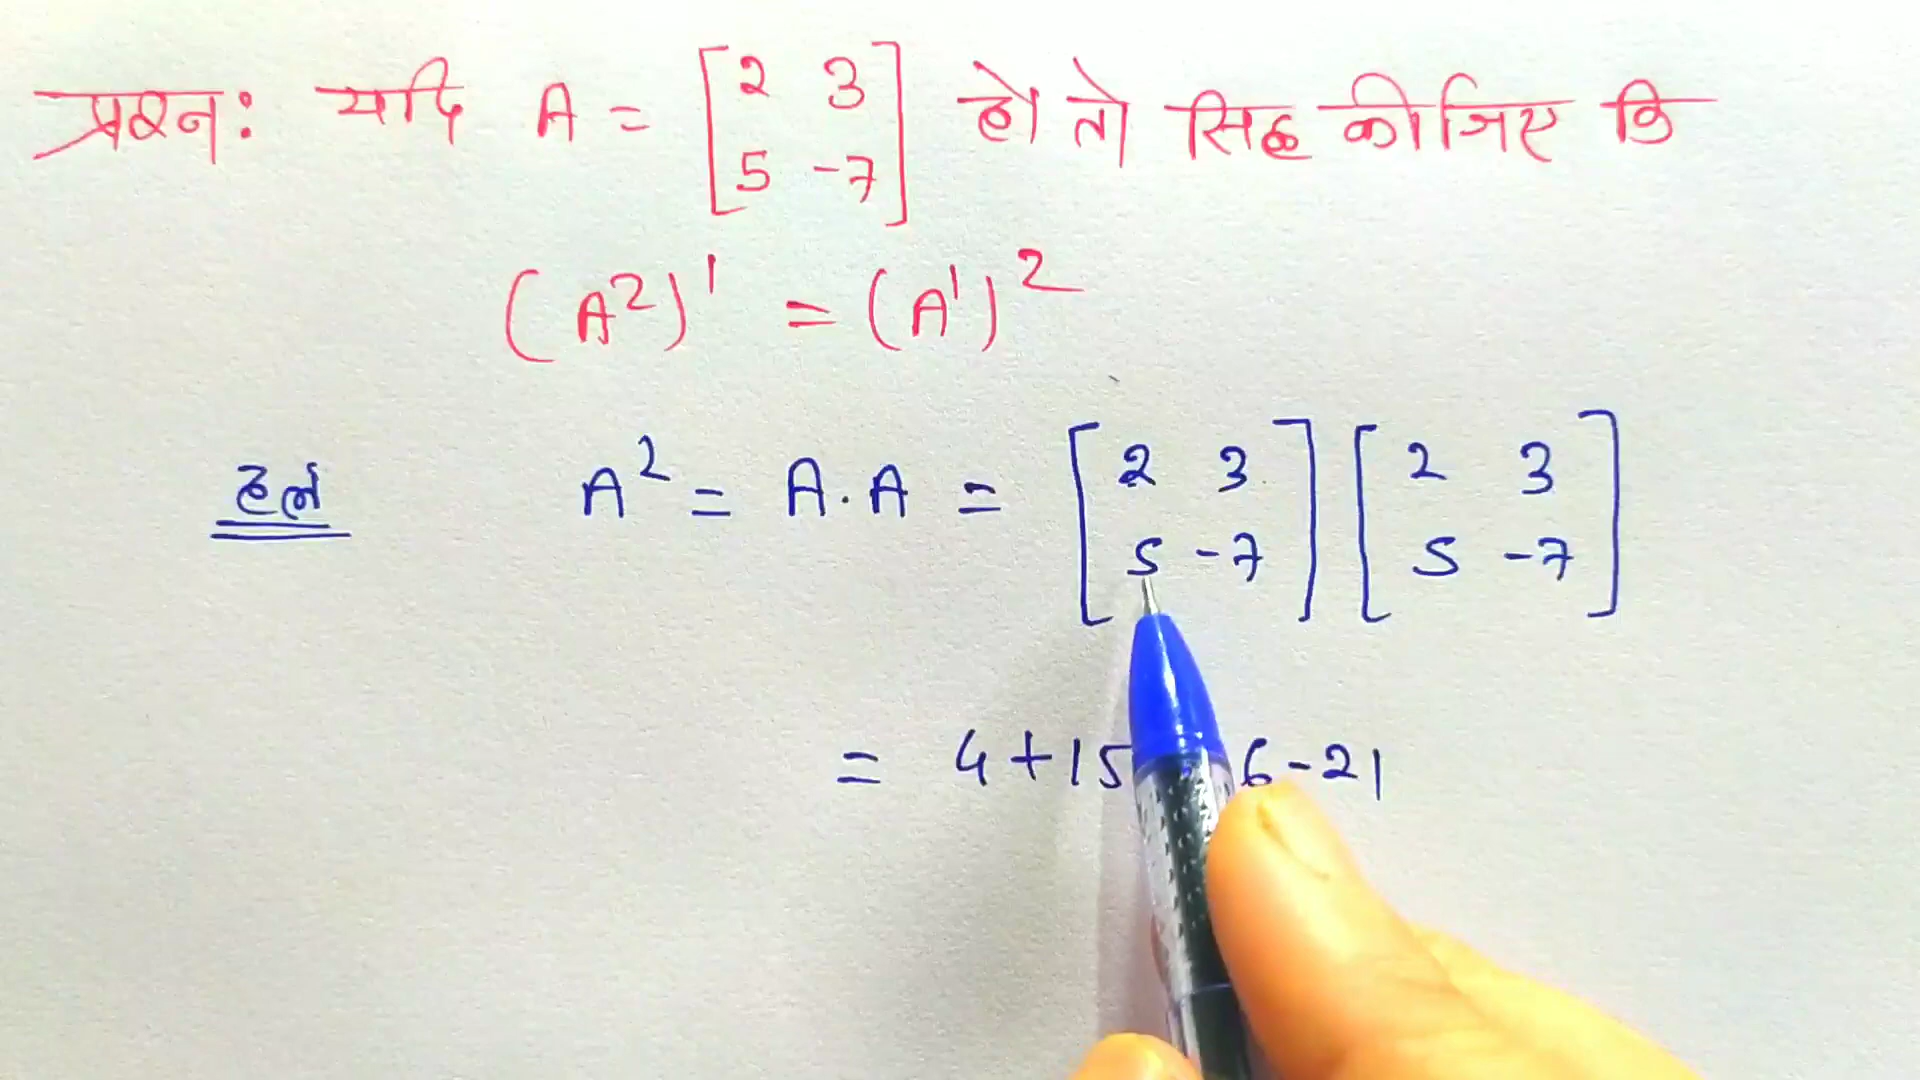 प्रश्न: यदि A = [2 3; 5 -7] हो तो सिद्ध कीजिए कि
(A²)' = (A')²
हल A² = A.A = [2 3; 5 -7] [2 3; 5 -7]
= 4+15 6-21